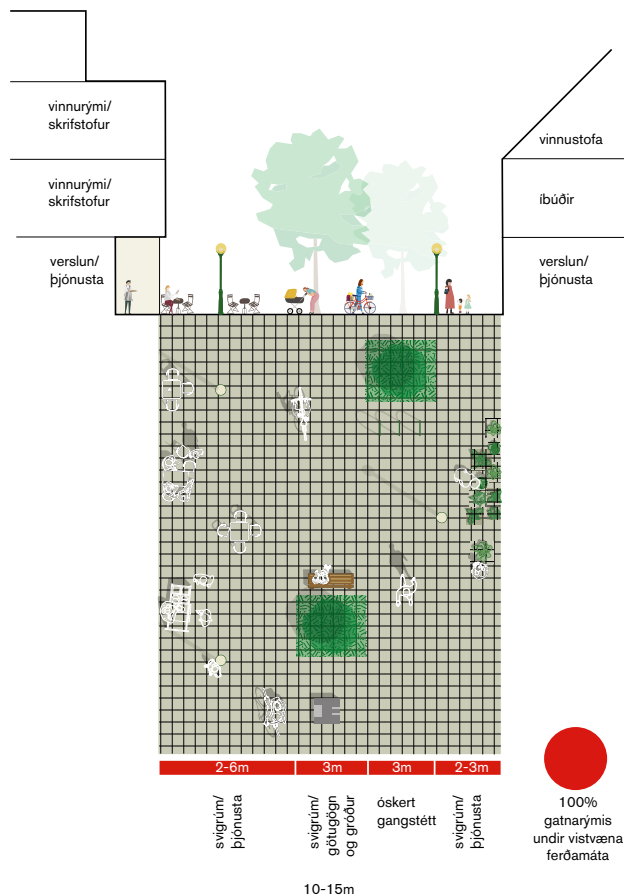 vinnurými/
skrifstofur
vinnustofa
vinnurými/
skrifstofur
íbúðir
verslun/
þjónusta
verslun/
þjónusta
2-6m
3m
3m
2-3m
svigrúm/
þjónusta
svigrúm/
götugögn
og gróður
óskert
gangstétt
svigrúm/
þjónusta
100%
gatnarýmis
undir vistvæna
ferðamáta
10-15m